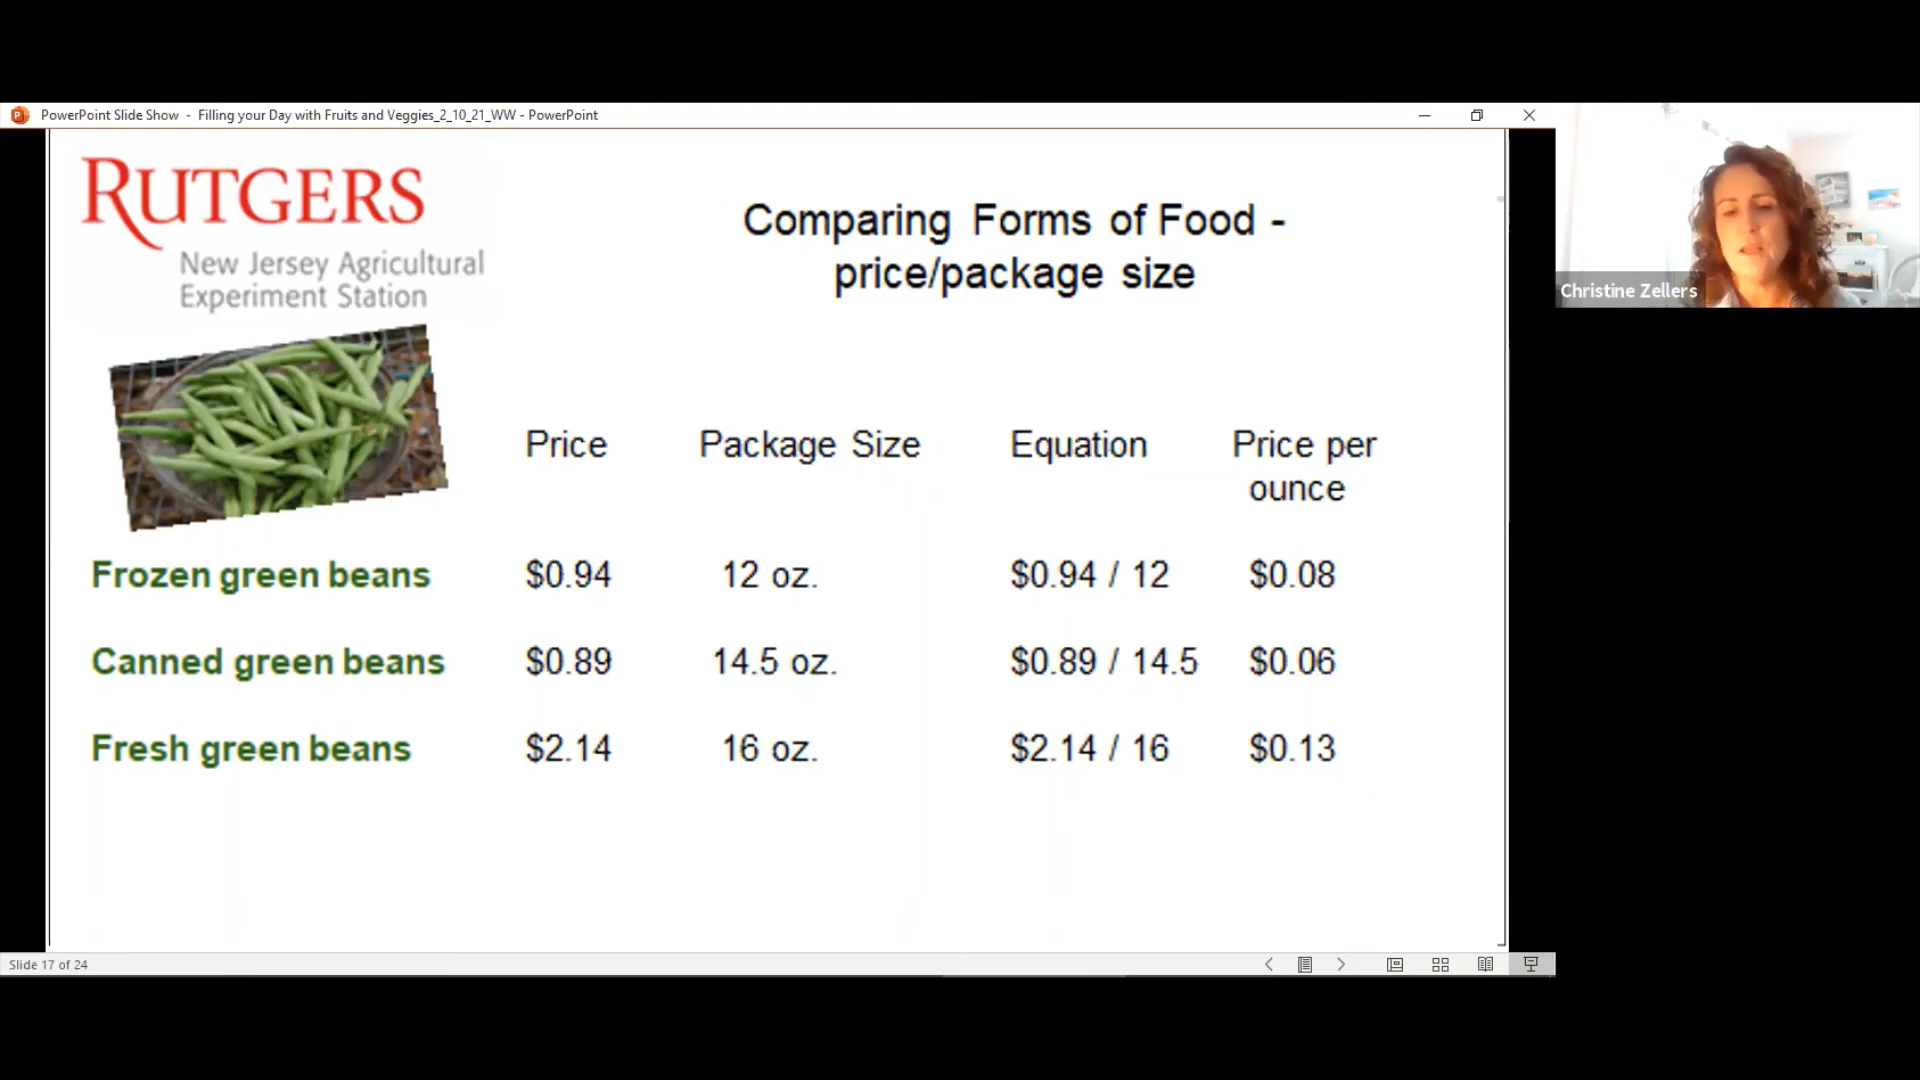 PowerPoint Slide Show - Filling your Day with Fruits and Veggies_2_10_21_WW - PowerPoint
RUTGERS
New Jersey Agricultural
Experiment Station
Comparing Forms of Food -
price/package size
Christine Zellers
Price Package Size Equation Price per
ounce
Frozen green beans $0.94 12 oz. $0.94 / 12 $0.08
Canned green beans $0.89 14.5 oz. $0.89 / 14.5 $0.06
Fresh green beans $2.14 16 oz. $2.14 / 16 $0.13
Slide 17 of 24